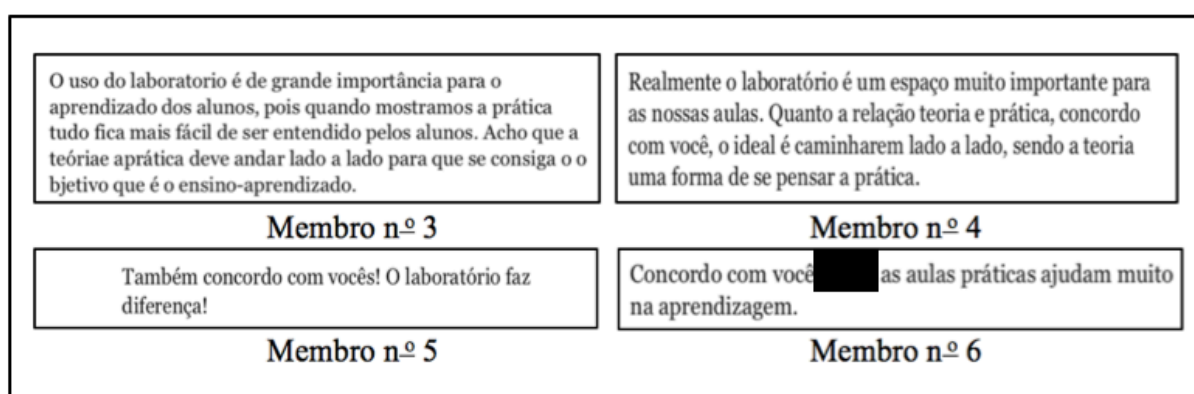 O uso do laboratorio é de grande importância para o
aprendizado dos alunos, pois quando mostramos a prática
tudo fica mais fácil de ser entendido pelos alunos. Acho que a
teóriae aprática deve andar lado a lado para que se consiga o o
bjetivo que é o ensino-aprendizado.
Membro nº 3
Realmente o laboratório é um espaço muito importante para
as nossas aulas. Quanto a relação teoria e prática, concordo
com você, o ideal é caminharem lado a lado, sendo a teoria
uma forma de se pensar a prática.
Membro nº 4
Também concordo com vocês! O laboratório faz
diferença!
Membro nº 5
Concordo com você as aulas práticas ajudam muito
na aprendizagem.
Membro nº 6